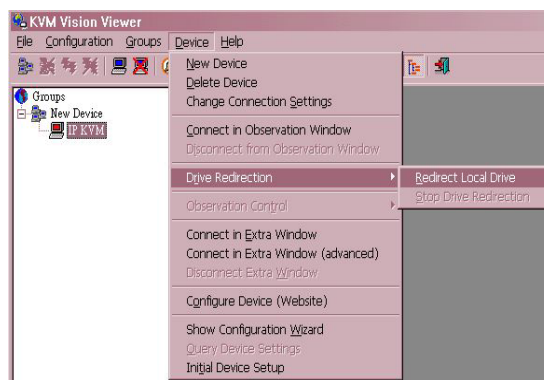 KVM Vision Viewer
File Configuration Groups Device Help
Groups
New Device
IP KVM
New Device
Delete Device
Change Connection Settings
Connect in Observation Window
Disconnect from Observation Window
Drive Redirection
Redirect Local Drive
Stop Drive Redirection
Observation Control
Connect in Extra Window
Connect in Extra Window (advanced)
Disconnect Extra Window
Configure Device (Website)
Show Configuration Wizard
Query Device Settings
Initial Device Setup